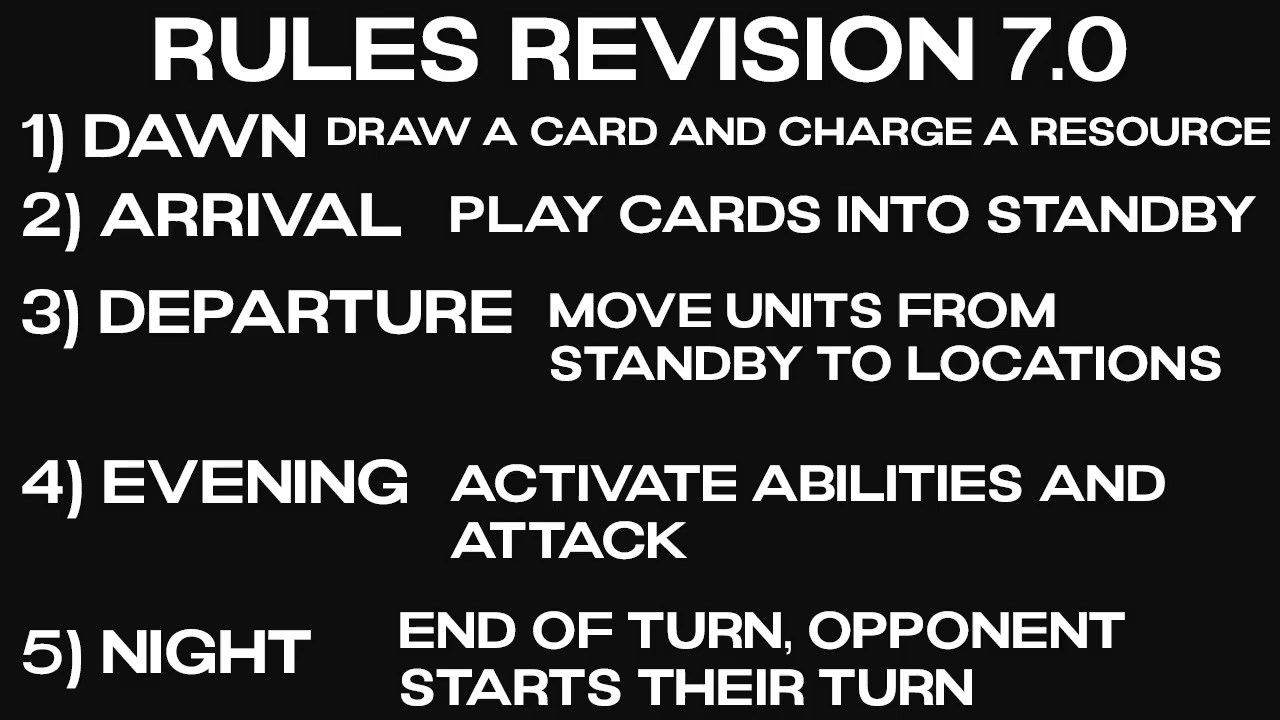 RULES REVISION 7.0
1) DAWN DRAW A CARD AND CHARGE A RESOURCE
2) ARRIVAL PLAY CARDS INTO STANDBY
3) DEPARTURE MOVE UNITS FROM
STANDBY TO LOCATIONS
4) EVENING ACTIVATE ABILITIES AND
ATTACK
5) NIGHT END OF TURN, OPPONENT
STARTS THEIR TURN